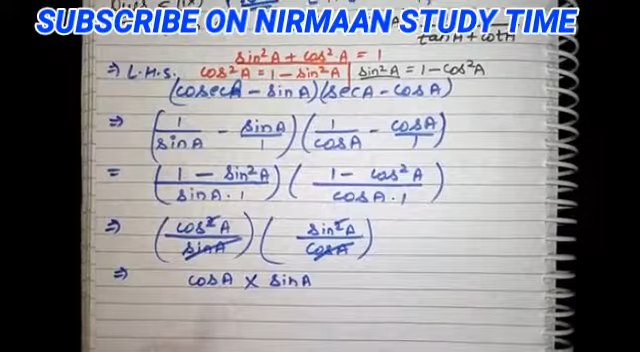 SUBSCRIBE ON NIRMAAN STUDY TIME
tanA + cotA
sin²A + cos²A = 1
⇒ L.H.S. cos²A = 1 - sin²A | sin²A = 1 - cos²A
(cosecA - sinA)(secA - cosA)
⇒ (1/sinA - sinA/1)(1/cosA - cosA/1)
= (1 - sin²A/sinA·1)(1 - cos²A/cosA·1)
⇒ (cos²A/sinA)(sin²A/cosA)
⇒ cosA × sinA